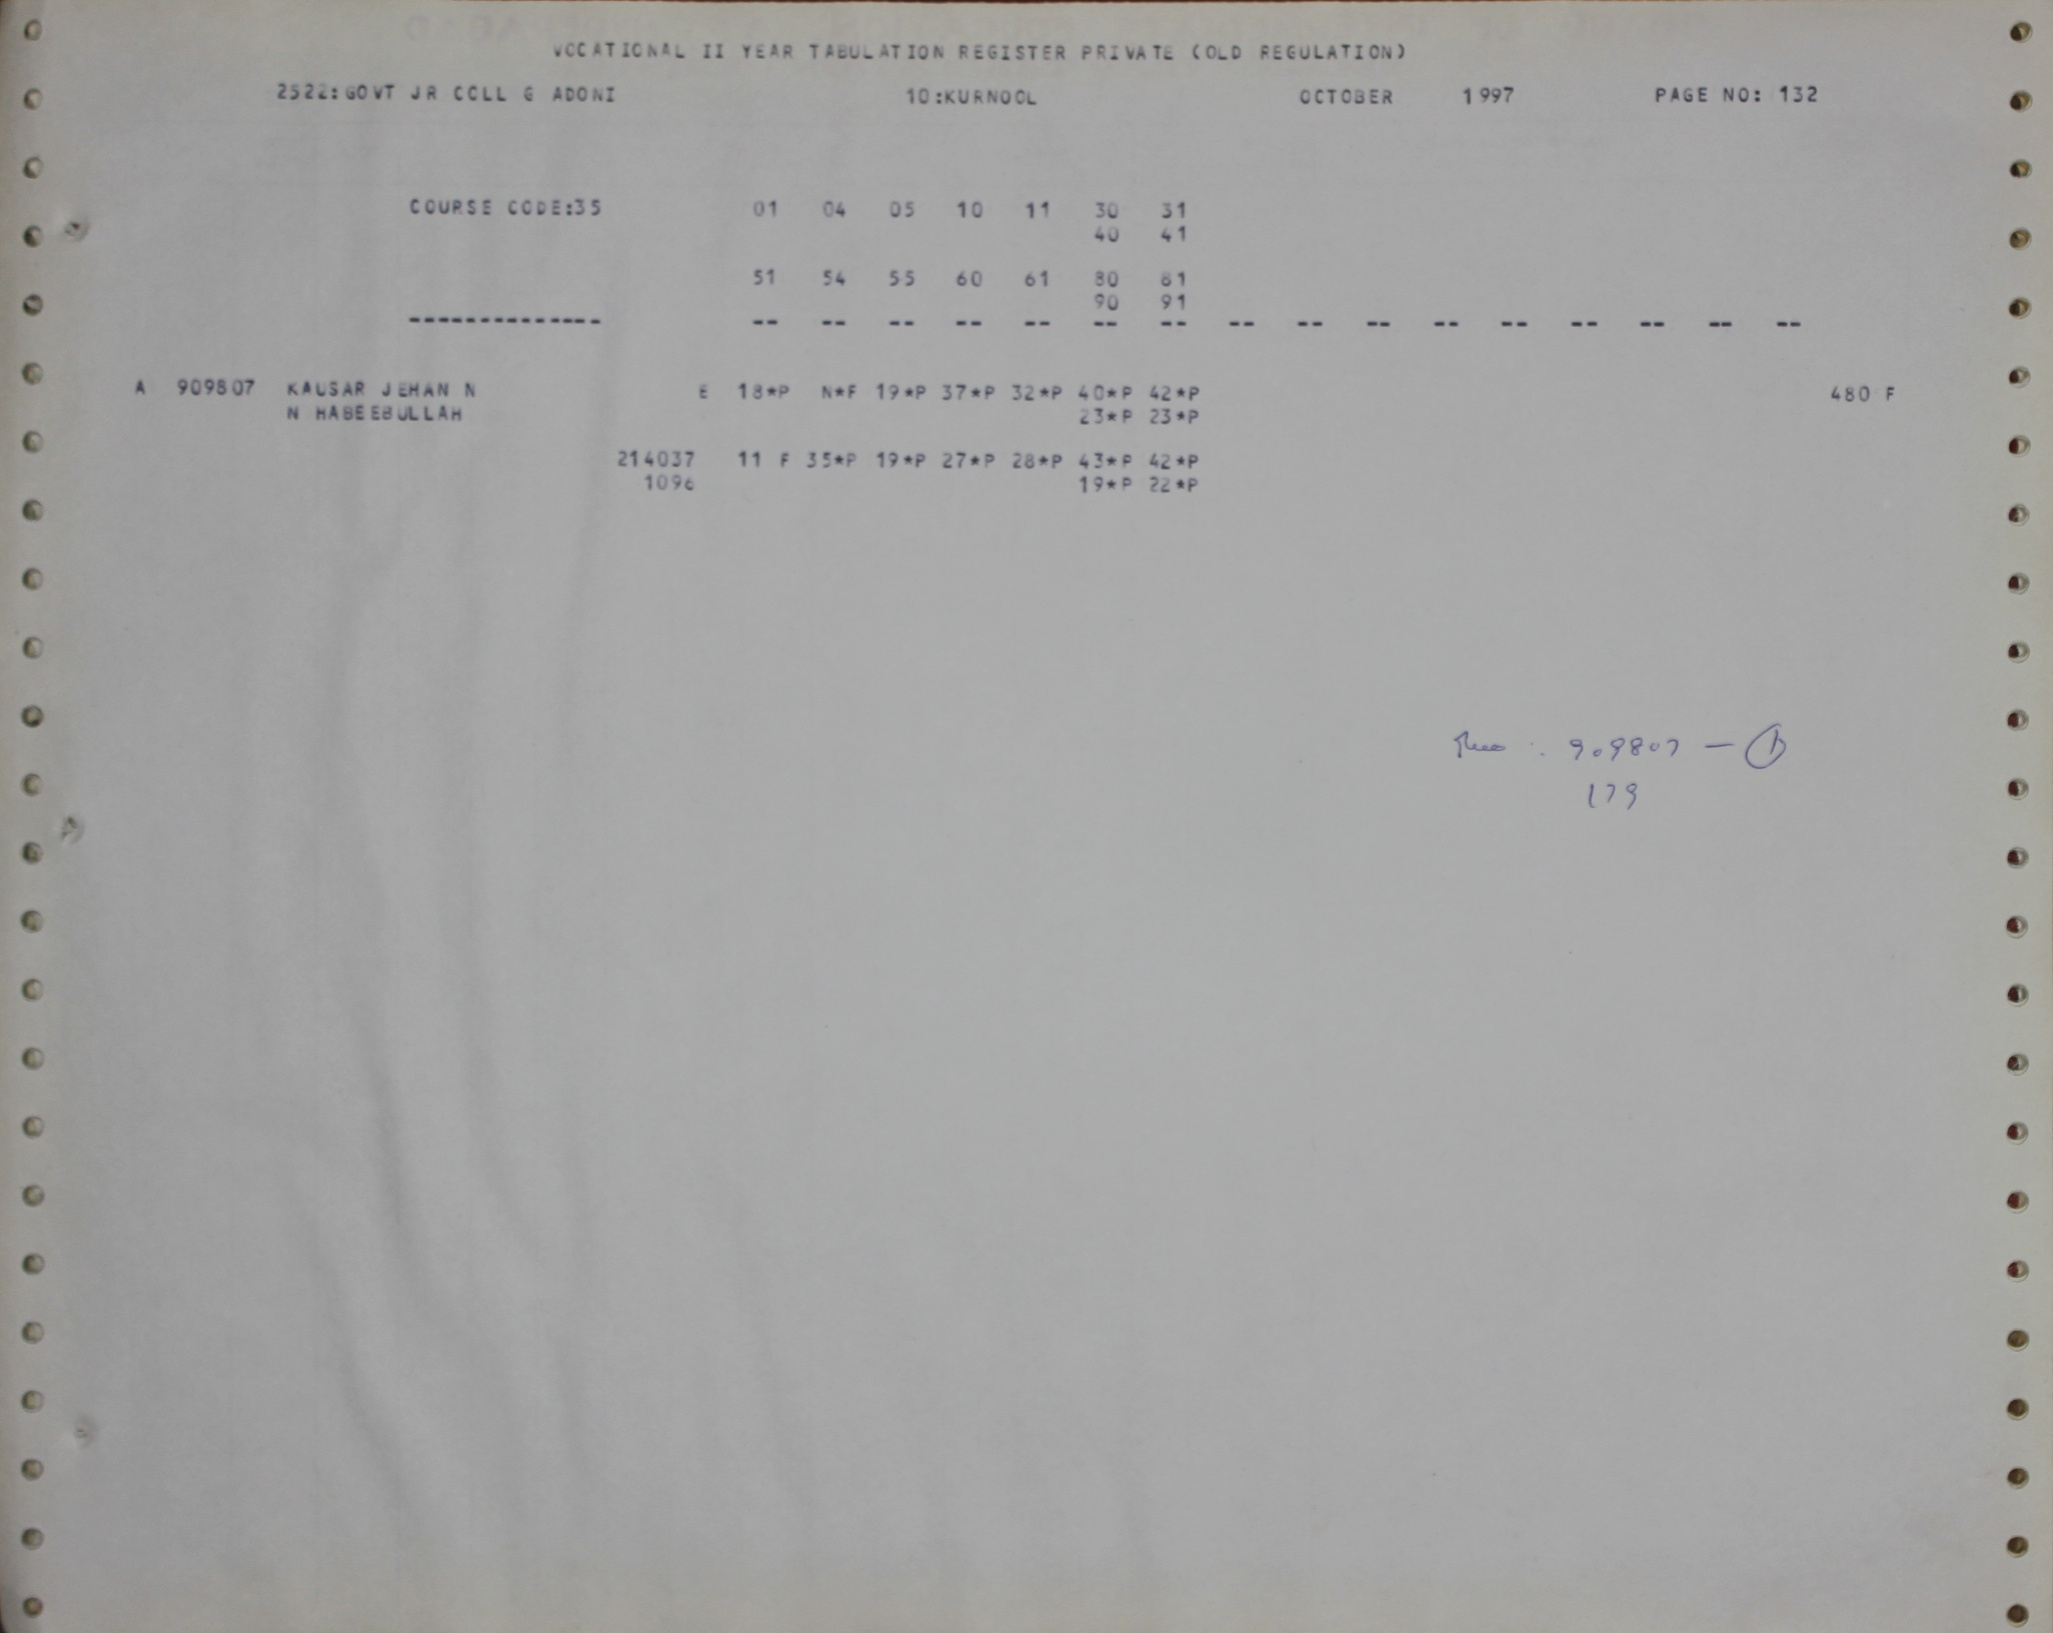 VOCATIONAL II YEAR TABULATION REGISTER PRIVATE (OLD REGULATION)
2522:GOVT JR COLL G ADONI 10:KURNOOL OCTOBER 1997 PAGE NO: 132
COURSE CODE:35 01 04 05 10 11 30 31
40 41
51 54 55 60 61 80 81
90 91
-------------- -- -- -- -- -- -- -- -- -- -- -- -- -- -- -- --
A 909807 KAUSAR JEHAN N E 18*P N*F 19*P 37*P 32*P 40*P 42*P 480 F
N HABEEBULLAH 23*P 23*P
214037 11 F 35*P 19*P 27*P 28*P 43*P 42*P
1096 19*P 22*P
: 909807 — 1
179